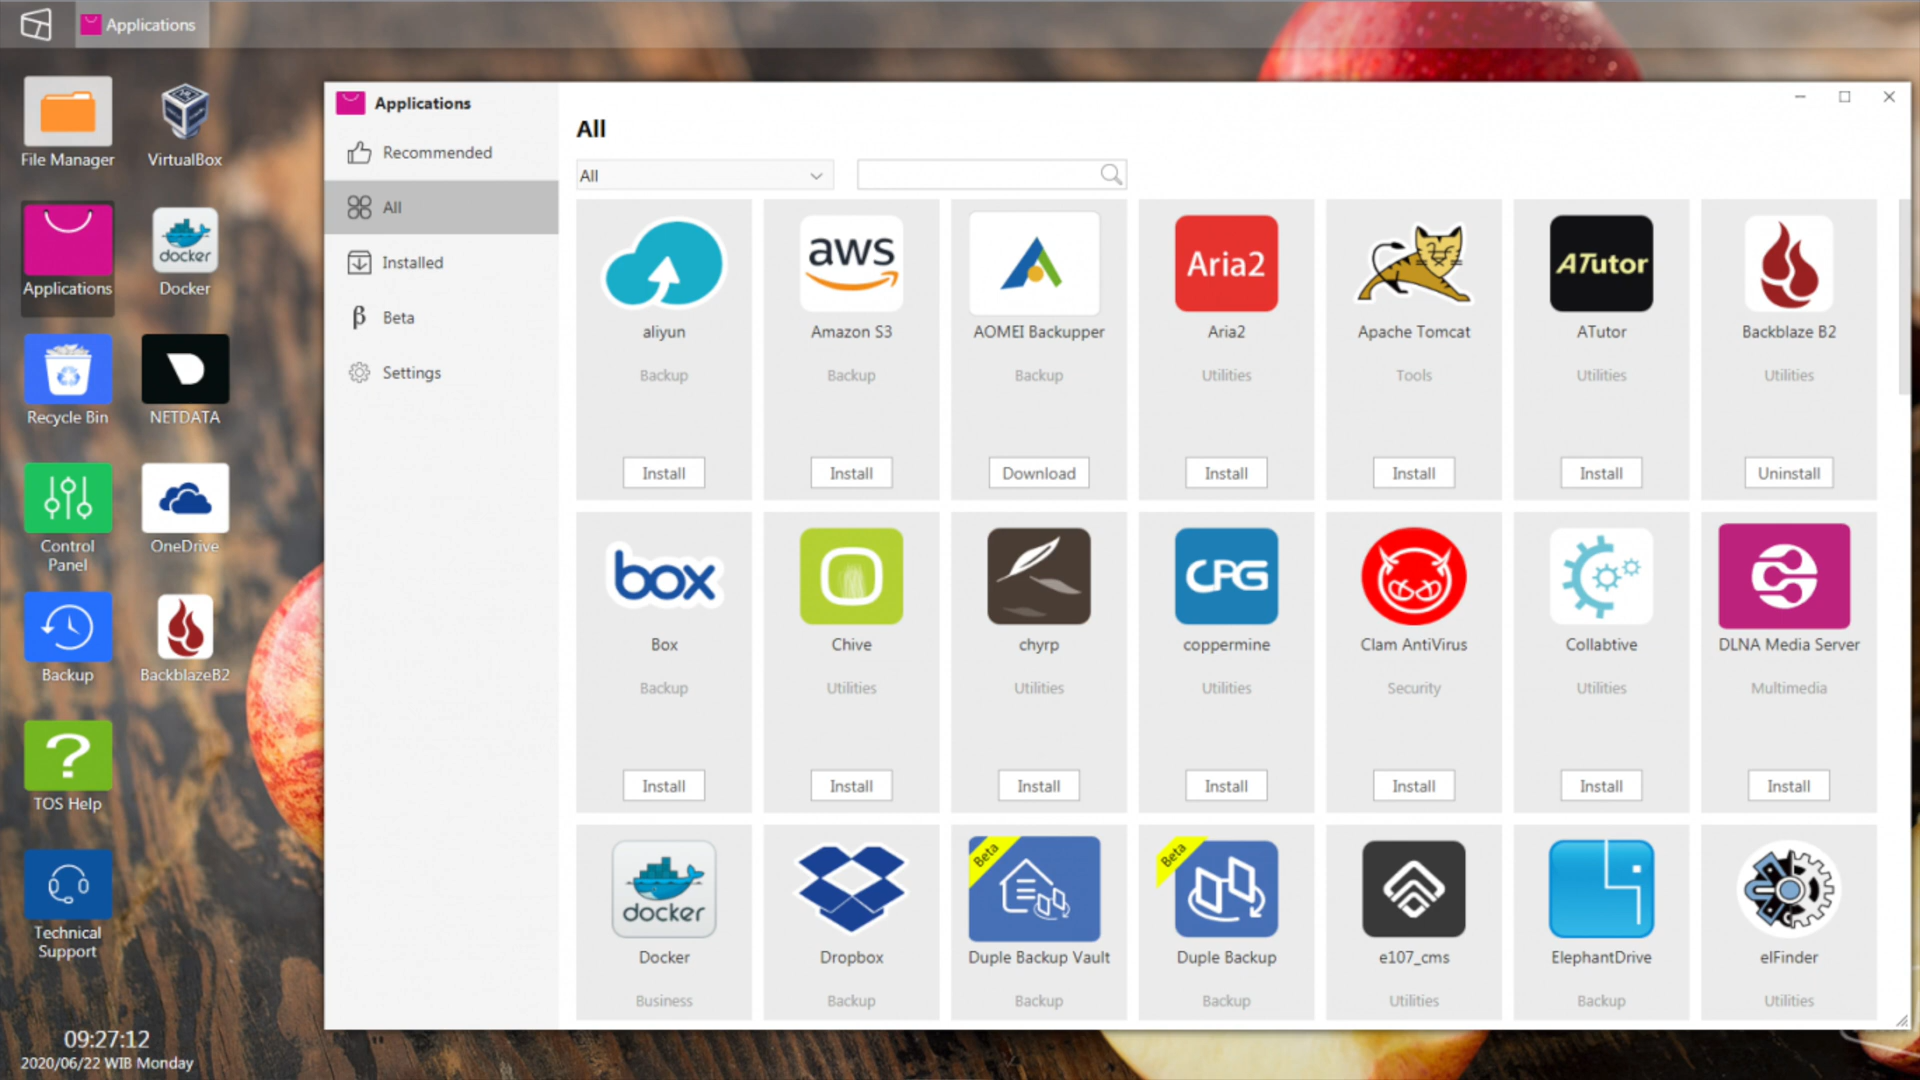 Applications
File Manager
VirtualBox
Applications
docker
Docker
Recycle Bin
NETDATA
Control
Panel
OneDrive
Backup
BackblazeB2
TOS Help
Technical
Support
09:27:12
2020/06/22 WIB Monday
Applications
Recommended
All
Installed
β Beta
Settings
All
All
aws
Aria2
ATutor
aliyun
Amazon S3
AOMEI Backupper
Aria2
Apache Tomcat
ATutor
Backblaze B2
Backup
Backup
Backup
Utilities
Tools
Utilities
Utilities
Install
Install
Download
Install
Install
Install
Uninstall
box
CPG
Box
Chive
chyrp
coppermine
Clam AntiVirus
Collabtive
DLNA Media Server
Backup
Utilities
Utilities
Utilities
Security
Utilities
Multimedia
Install
Install
Install
Install
Install
Install
Install
docker
Beta
Beta
Docker
Dropbox
Duple Backup Vault
Duple Backup
e107_cms
ElephantDrive
elFinder
Business
Backup
Backup
Backup
Utilities
Backup
Utilities